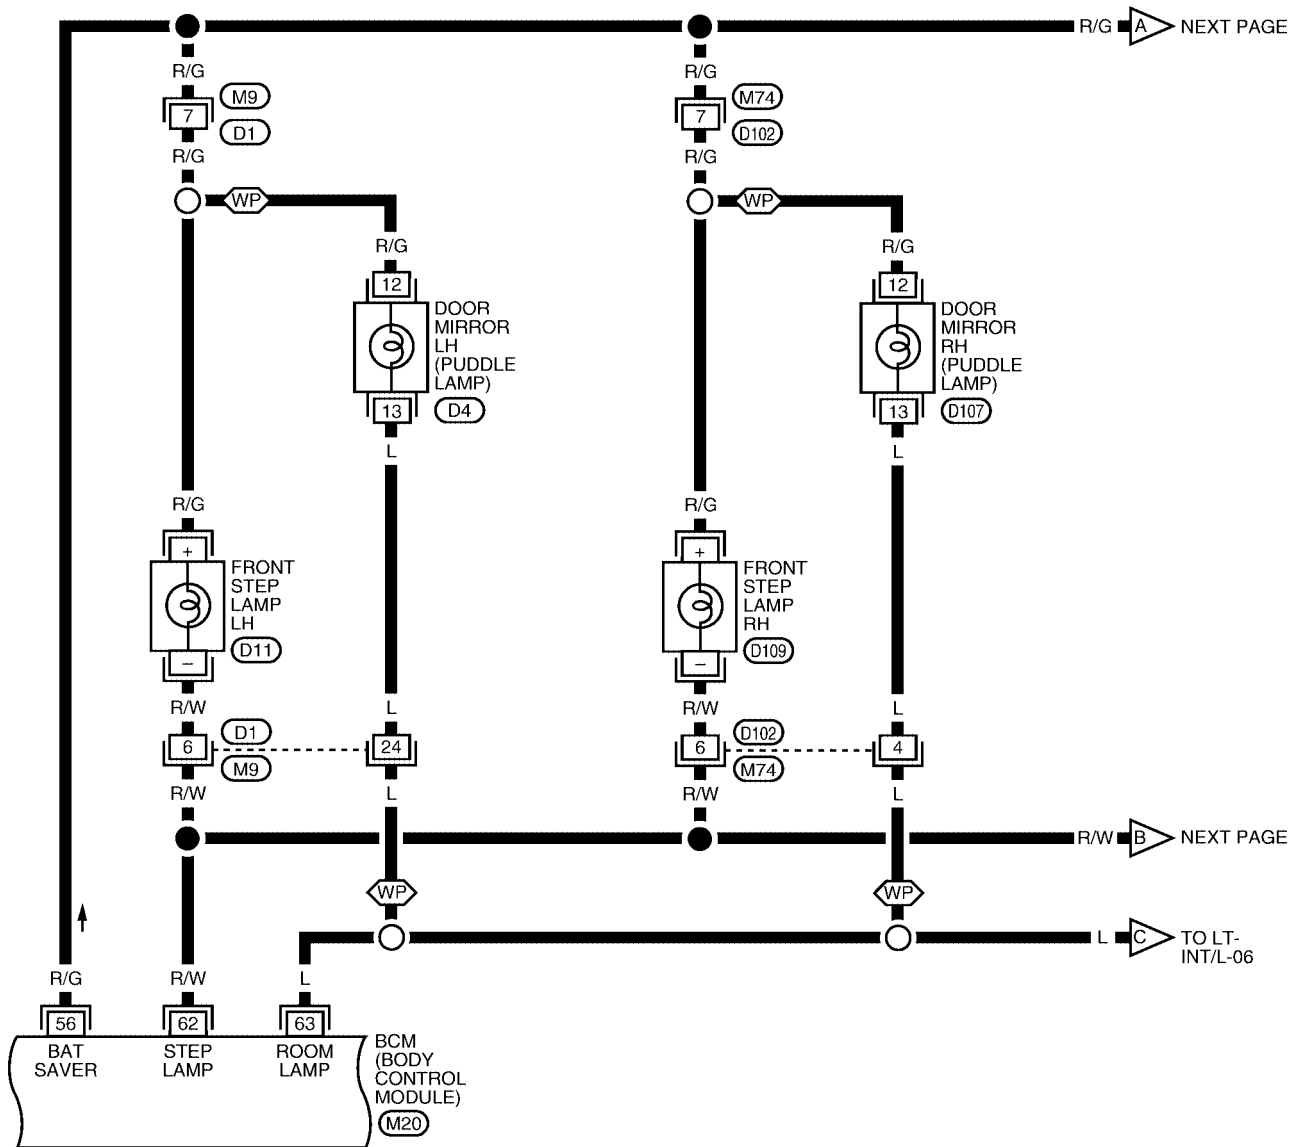 R/G
A
NEXT PAGE
R/G
R/G
7
M9
D1
7
M74
D102
R/G
R/G
WP
WP
R/G
R/G
12
12
DOOR
MIRROR
LH
(PUDDLE
LAMP)
DOOR
MIRROR
RH
(PUDDLE
LAMP)
13
D4
13
D107
L
L
R/G
R/G
+
+
FRONT
STEP
LAMP
LH
D11
FRONT
STEP
LAMP
RH
D109
–
–
R/W
L
R/W
L
6
D1
M9
24
6
D102
M74
4
R/W
L
R/W
L
R/W
B
NEXT PAGE
WP
WP
L
C
TO LT-
INT/L-06
R/G
R/W
L
56
62
63
BAT
SAVER
STEP
LAMP
ROOM
LAMP
BCM
(BODY
CONTROL
MODULE)
M20